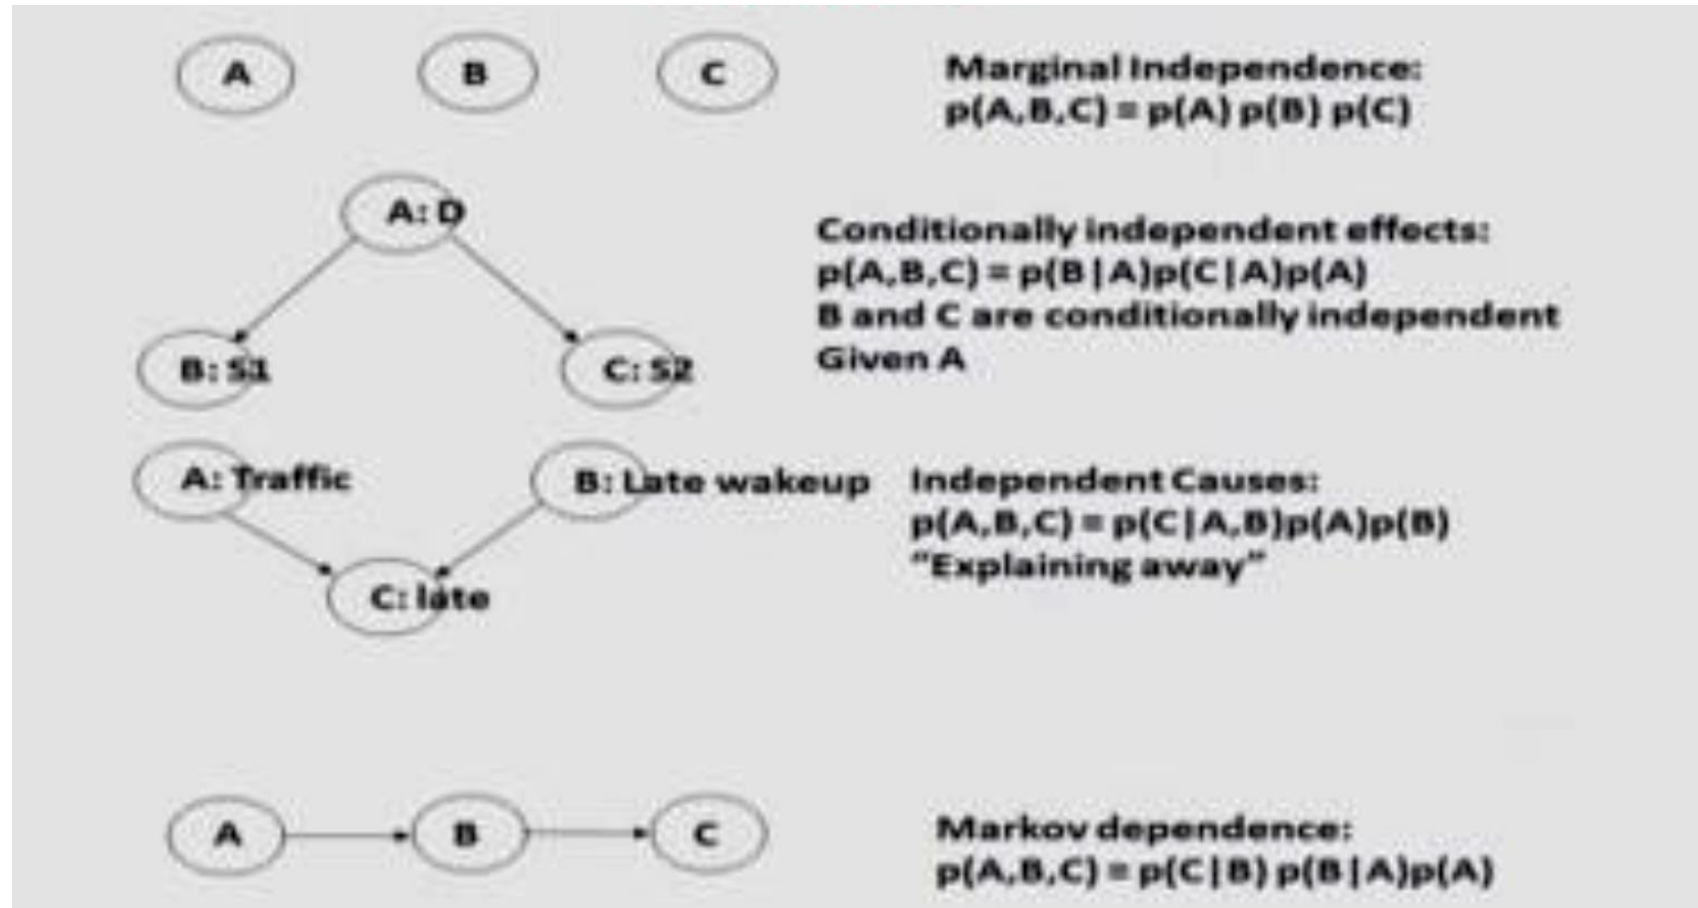 A B C
Marginal Independence:
p(A,B,C) = p(A) p(B) p(C)
A: D
B: S1
C: S2
Conditionally independent effects:
p(A,B,C) = p(B|A)p(C|A)p(A)
B and C are conditionally independent
Given A
A: Traffic
B: Late wakeup
C: late
Independent Causes:
p(A,B,C) = p(C|A,B)p(A)p(B)
"Explaining away"
A B C
Markov dependence:
p(A,B,C) = p(C|B) p(B|A)p(A)